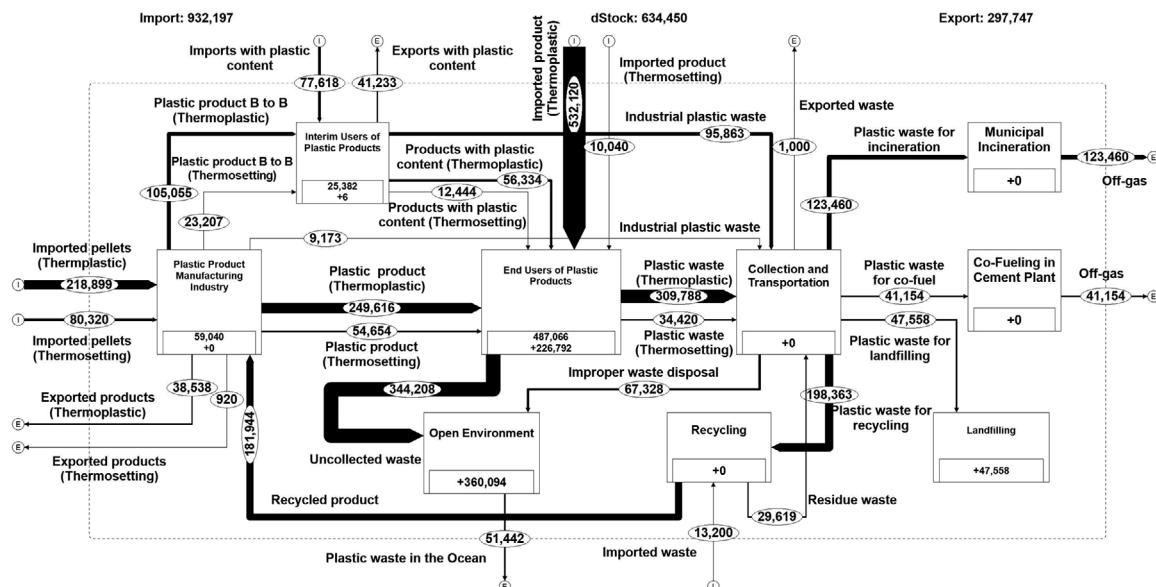 Import: 932,197
dStock: 634,450
Export: 297,747
I
E
I
I
E
Imports with plastic
content
Exports with plastic
content
Imported product
(Thermoplastic)
Imported product
(Thermosetting)
77,618
41,233
532,120
Exported waste
Plastic product B to B
(Thermoplastic)
Industrial plastic waste
95,863
Interim Users of
Plastic Products
25,382
+6
Products with plastic
content (Thermoplastic)
10,040
1,000
Plastic waste for
incineration
Municipal
Incineration
+0
123,460
E
Off-gas
Plastic product B to B
(Thermosetting)
56,334
12,444
Products with plastic
content (Thermosetting)
105,055
23,207
123,460
9,173
Industrial plastic waste
Imported pellets
(Thermplastic)
I
218,899
Plastic Product
Manufacturing
Industry
59,040
+0
Plastic product
(Thermoplastic)
249,616
54,654
Plastic product
(Thermosetting)
End Users of Plastic
Products
487,066
+226,792
Plastic waste
(Thermoplastic)
309,788
34,420
Plastic waste
(Thermosetting)
Collection and
Transportation
+0
Plastic waste
for co-fuel
41,154
Co-Fueling in
Cement Plant
+0
Off-gas
41,154
E
I
80,320
Imported pellets
(Thermosetting)
47,558
Plastic waste for
landfilling
38,538
920
Exported products
(Thermoplastic)
E
E
Exported products
(Thermosetting)
181,944
344,208
Improper waste disposal
67,328
198,363
Plastic waste for
recycling
Open Environment
+360,094
Uncollected waste
Recycling
+0
Landfilling
+47,558
Recycled product
Residue waste
29,619
51,442
13,200
Plastic waste in the Ocean
Imported waste
E
I